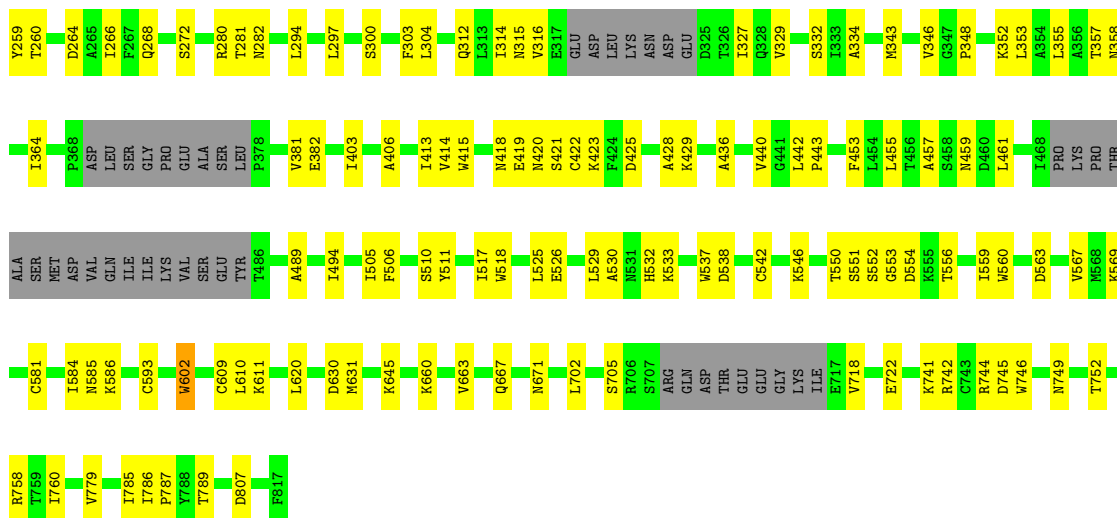 Y259 T260 D264 A265 I266 F267 Q268 S272 R280 T281 N282 L294 L297 S300 F303 L304 Q312 L313 I314 N315 V316 E317 GLU ASP LEU LYS ASN ASP GLU D325 T326 I327 Q328 V329 S332 I333 A334 M343 V346 G347 P348 K352 L353 A354 L355 A356 T357 N358
I364 P368 ASP LEU SER GLY PRO GLU ALA SER LEU P378 V381 E382 I403 A406 I413 V414 W415 N418 E419 N420 S421 C422 K423 F424 D425 A428 K429 A436 V440 G441 L442 P443 F453 L454 L455 T456 A457 S458 N459 D460 L461 I468 PRO LYS PRO THR
ALA SER MET ASP VAL GLN ILE ILE LYS VAL SER GLU TYR T486 A489 I494 I505 F506 S510 Y511 I517 W518 L525 E526 L529 A530 N531 H532 K533 W537 D538 C542 K546 T550 S551 S552 G553 D554 K555 T556 I559 W560 D563 V567 M568 K569
C581 I584 N585 K586 C593 W602 C609 L610 K611 L620 D630 M631 K645 K660 V663 Q667 N671 L702 S705 R706 S707 ARG GLN ASP THR GLU GLU GLY LYS ILE E717 V718 E722 K741 R742 C743 R744 D745 W746 N749 T752
R758 T759 I760 V779 I785 I786 P787 Y788 T789 D807 F817